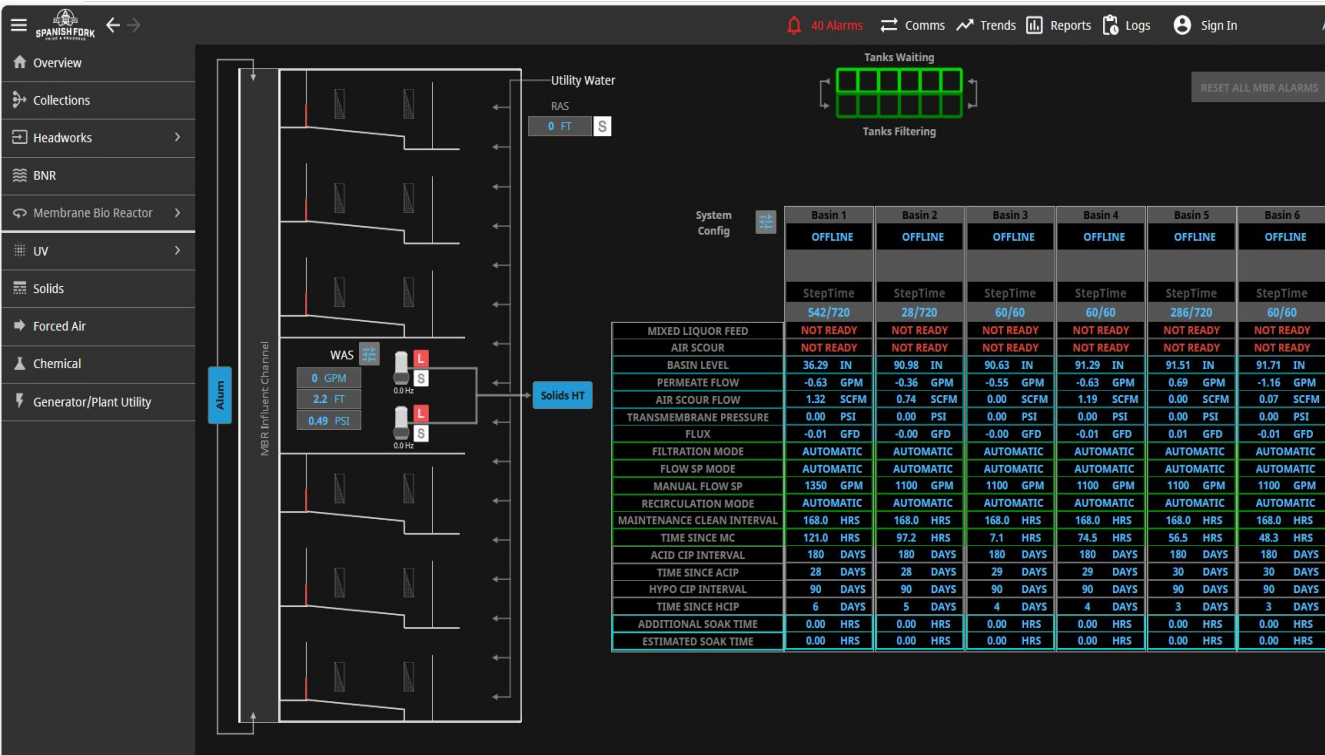 SPANISH FORK
PRIDE & PROGRESS
40 Alarms Comms Trends Reports Logs Sign In
Overview
Collections
Headworks
BNR
Membrane Bio Reactor
UV
Solids
Forced Air
Chemical
Generator/Plant Utility
Utility Water
RAS
0 FT S
Alum
MBR Influent Channel
WAS
0 GPM
2.2 FT
0.49 PSI
L
S
0.0 Hz
L
S
0.0 Hz
Solids HT
Tanks Waiting
Tanks Filtering
RESET ALL MBR ALARMS
System
Config
Basin 1 Basin 2 Basin 3 Basin 4 Basin 5 Basin 6
OFFLINE OFFLINE OFFLINE OFFLINE OFFLINE OFFLINE
StepTime StepTime StepTime StepTime StepTime StepTime
542/720 28/720 60/60 60/60 286/720 60/60
MIXED LIQUOR FEED NOT READY NOT READY NOT READY NOT READY NOT READY NOT READY
AIR SCOUR NOT READY NOT READY NOT READY NOT READY NOT READY NOT READY
BASIN LEVEL 36.29 IN 90.98 IN 90.63 IN 91.29 IN 91.51 IN 91.71 IN
PERMEATE FLOW -0.63 GPM -0.36 GPM -0.55 GPM -0.63 GPM 0.69 GPM -1.16 GPM
AIR SCOUR FLOW 1.32 SCFM 0.74 SCFM 0.00 SCFM 1.19 SCFM 0.00 SCFM 0.07 SCFM
TRANSMEMBRANE PRESSURE 0.00 PSI 0.00 PSI 0.00 PSI 0.00 PSI 0.00 PSI 0.00 PSI
FLUX -0.01 GFD -0.00 GFD -0.00 GFD -0.01 GFD 0.01 GFD -0.01 GFD
FILTRATION MODE AUTOMATIC AUTOMATIC AUTOMATIC AUTOMATIC AUTOMATIC AUTOMATIC
FLOW SP MODE AUTOMATIC AUTOMATIC AUTOMATIC AUTOMATIC AUTOMATIC AUTOMATIC
MANUAL FLOW SP 1350 GPM 1100 GPM 1100 GPM 1100 GPM 1100 GPM 1100 GPM
RECIRCULATION MODE AUTOMATIC AUTOMATIC AUTOMATIC AUTOMATIC AUTOMATIC AUTOMATIC
MAINTENANCE CLEAN INTERVAL 168.0 HRS 168.0 HRS 168.0 HRS 168.0 HRS 168.0 HRS 168.0 HRS
TIME SINCE MC 121.0 HRS 97.2 HRS 7.1 HRS 74.5 HRS 56.5 HRS 48.3 HRS
ACID CIP INTERVAL 180 DAYS 180 DAYS 180 DAYS 180 DAYS 180 DAYS 180 DAYS
TIME SINCE ACIP 28 DAYS 28 DAYS 29 DAYS 29 DAYS 30 DAYS 30 DAYS
HYPO CIP INTERVAL 90 DAYS 90 DAYS 90 DAYS 90 DAYS 90 DAYS 90 DAYS
TIME SINCE HCIP 6 DAYS 5 DAYS 4 DAYS 4 DAYS 3 DAYS 3 DAYS
ADDITIONAL SOAK TIME 0.00 HRS 0.00 HRS 0.00 HRS 0.00 HRS 0.00 HRS 0.00 HRS
ESTIMATED SOAK TIME 0.00 HRS 0.00 HRS 0.00 HRS 0.00 HRS 0.00 HRS 0.00 HRS